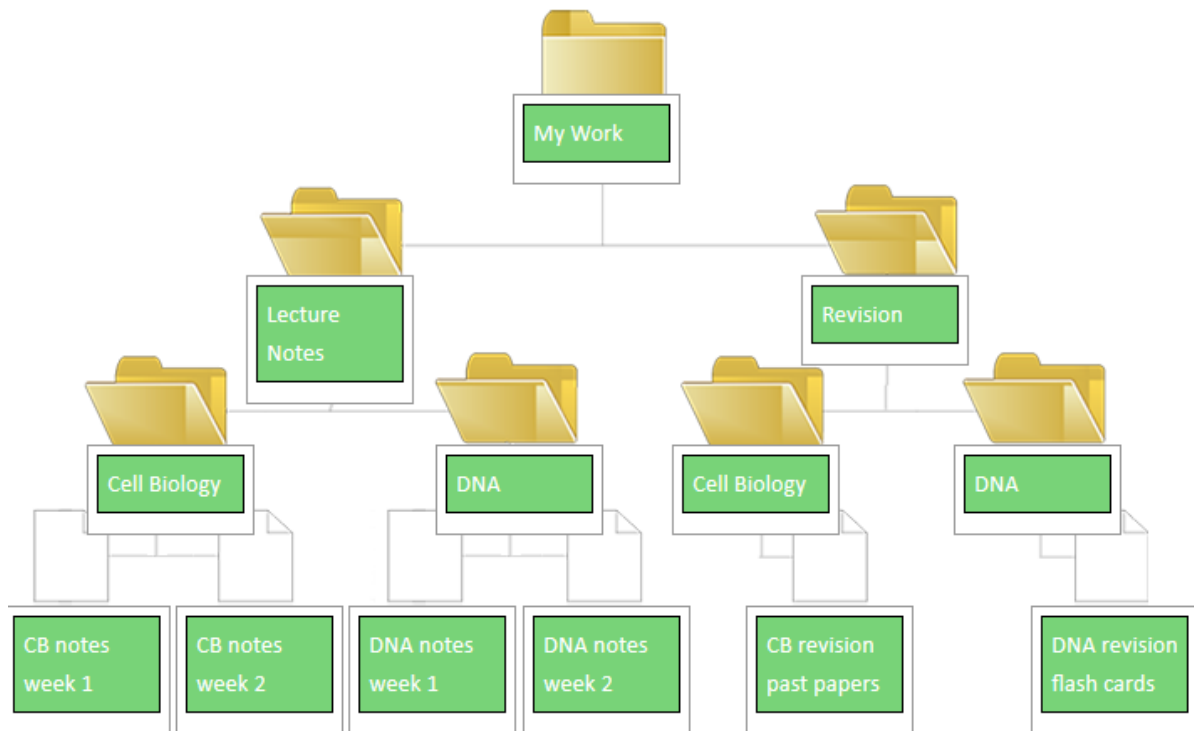 My Work
Lecture
Notes
Revision
Cell Biology
DNA
Cell Biology
DNA
CB notes
week 1
CB notes
week 2
DNA notes
week 1
DNA notes
week 2
CB revision
past papers
DNA revision
flash cards